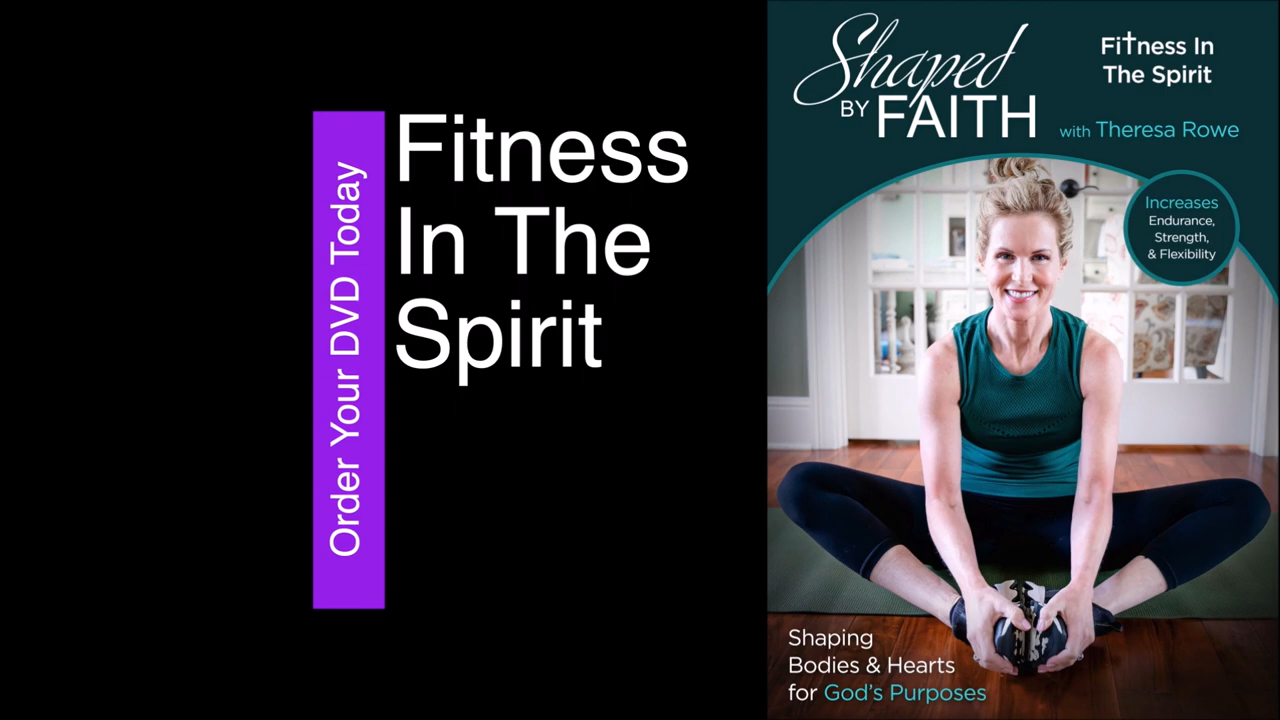 Order Your DVD Today
Fitness
In The
Spirit
Shaped
BY FAITH
with Theresa Rowe
Fitness In
The Spirit
Increases
Endurance,
Strength,
& Flexibility
Shaping
Bodies & Hearts
for God's Purposes